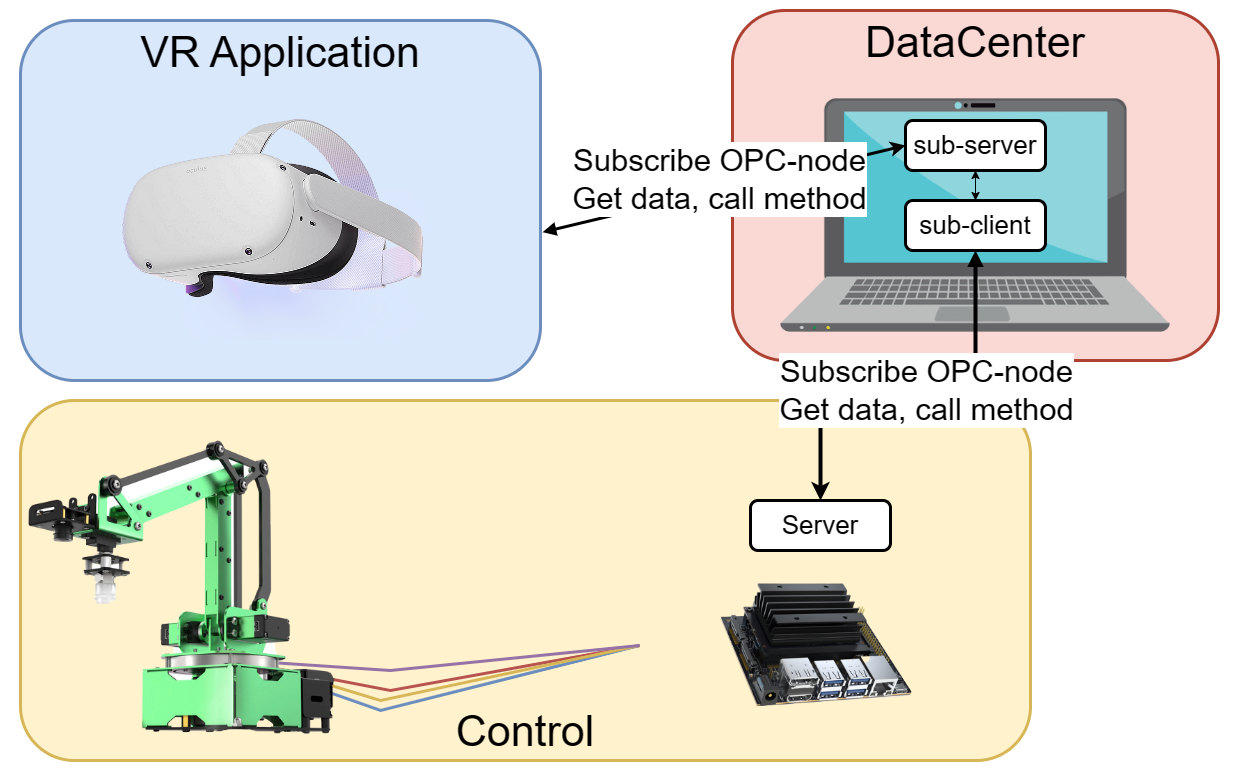 VR Application
DataCenter
sub-server
Subscribe OPC-node
Get data, call method
sub-client
Subscribe OPC-node
Get data, call method
Server
Control